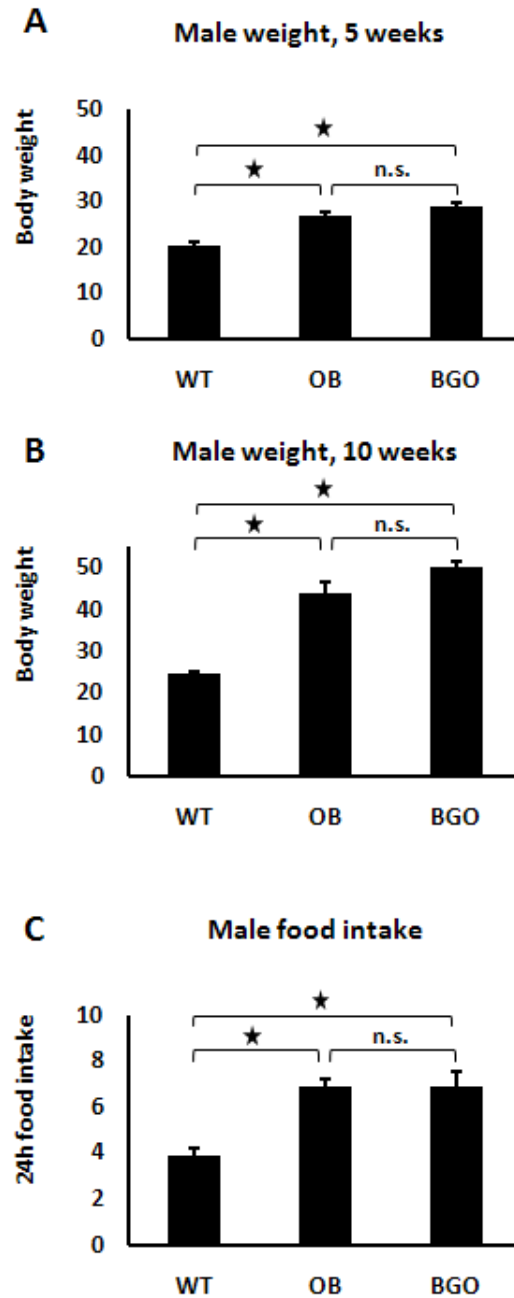 A
Male weight, 5 weeks
Body weight
50
40
30
20
10
0
★
★
n.s.
WT OB BGO
B
Male weight, 10 weeks
Body weight
50
40
30
20
10
0
★
★
n.s.
WT OB BGO
C
Male food intake
24h food intake
10
8
6
4
2
0
★
★
n.s.
WT OB BGO